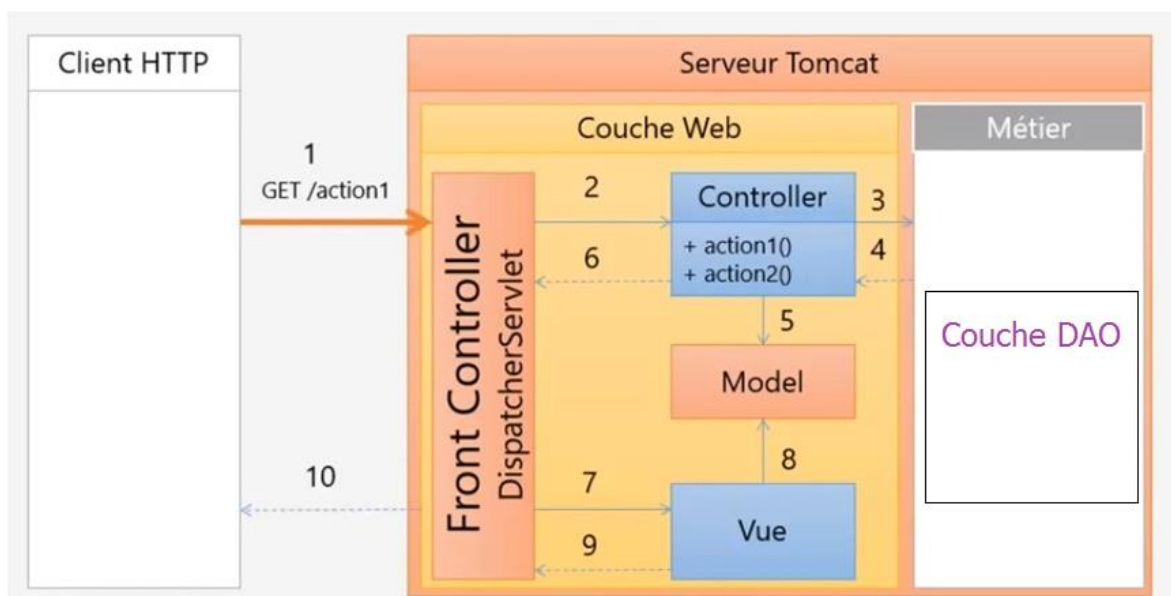 Client HTTP
Serveur Tomcat
Couche Web
Métier
1
GET /action1
Front Controller
DispatcherServlet
2
Controller
3
+ action1()
+ action2()
6
4
5
Couche DAO
Model
8
10
7
Vue
9